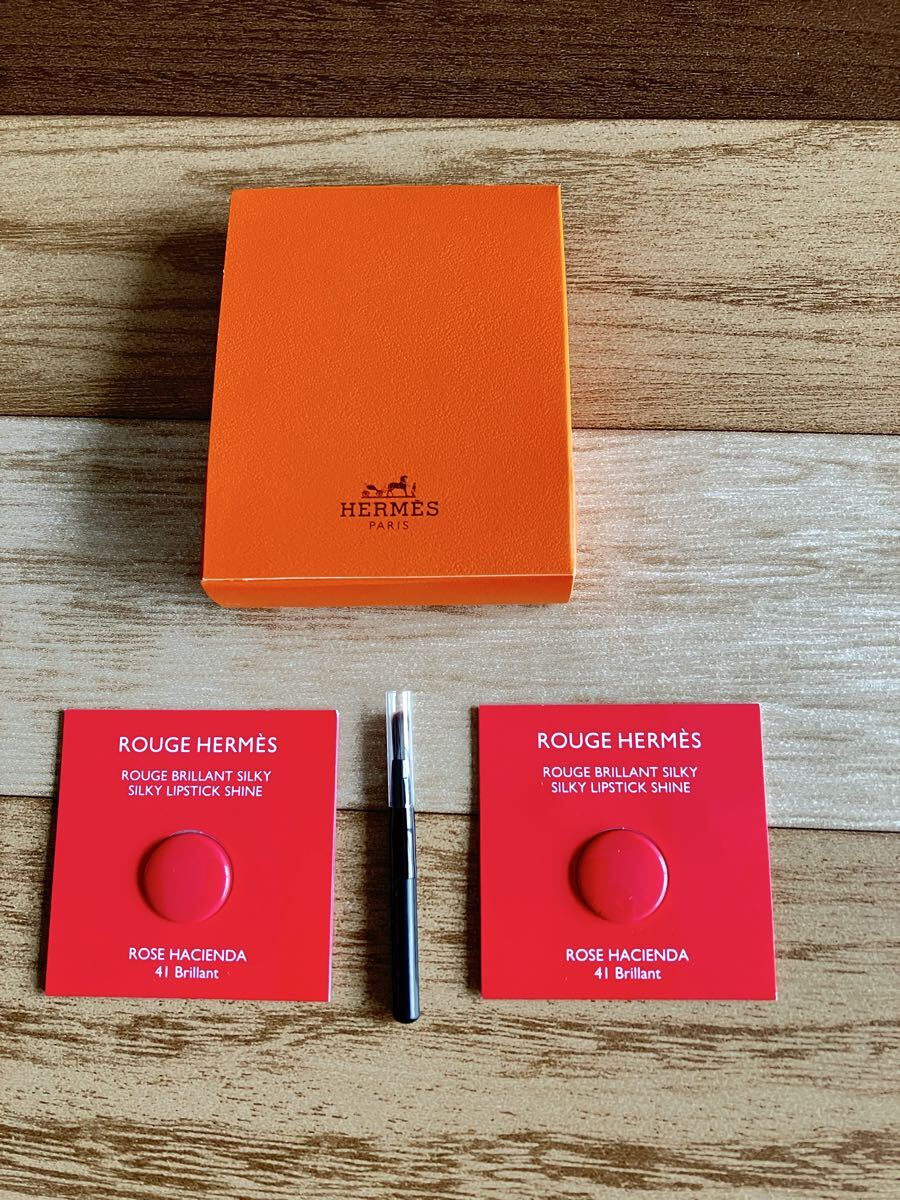 HERMÈS
PARIS
ROUGE HERMÈS
ROUGE BRILLANT SILKY
SILKY LIPSTICK SHINE
ROSE HACIENDA
41 Brillant
ROUGE HERMÈS
ROUGE BRILLANT SILKY
SILKY LIPSTICK SHINE
ROSE HACIENDA
41 Brillant